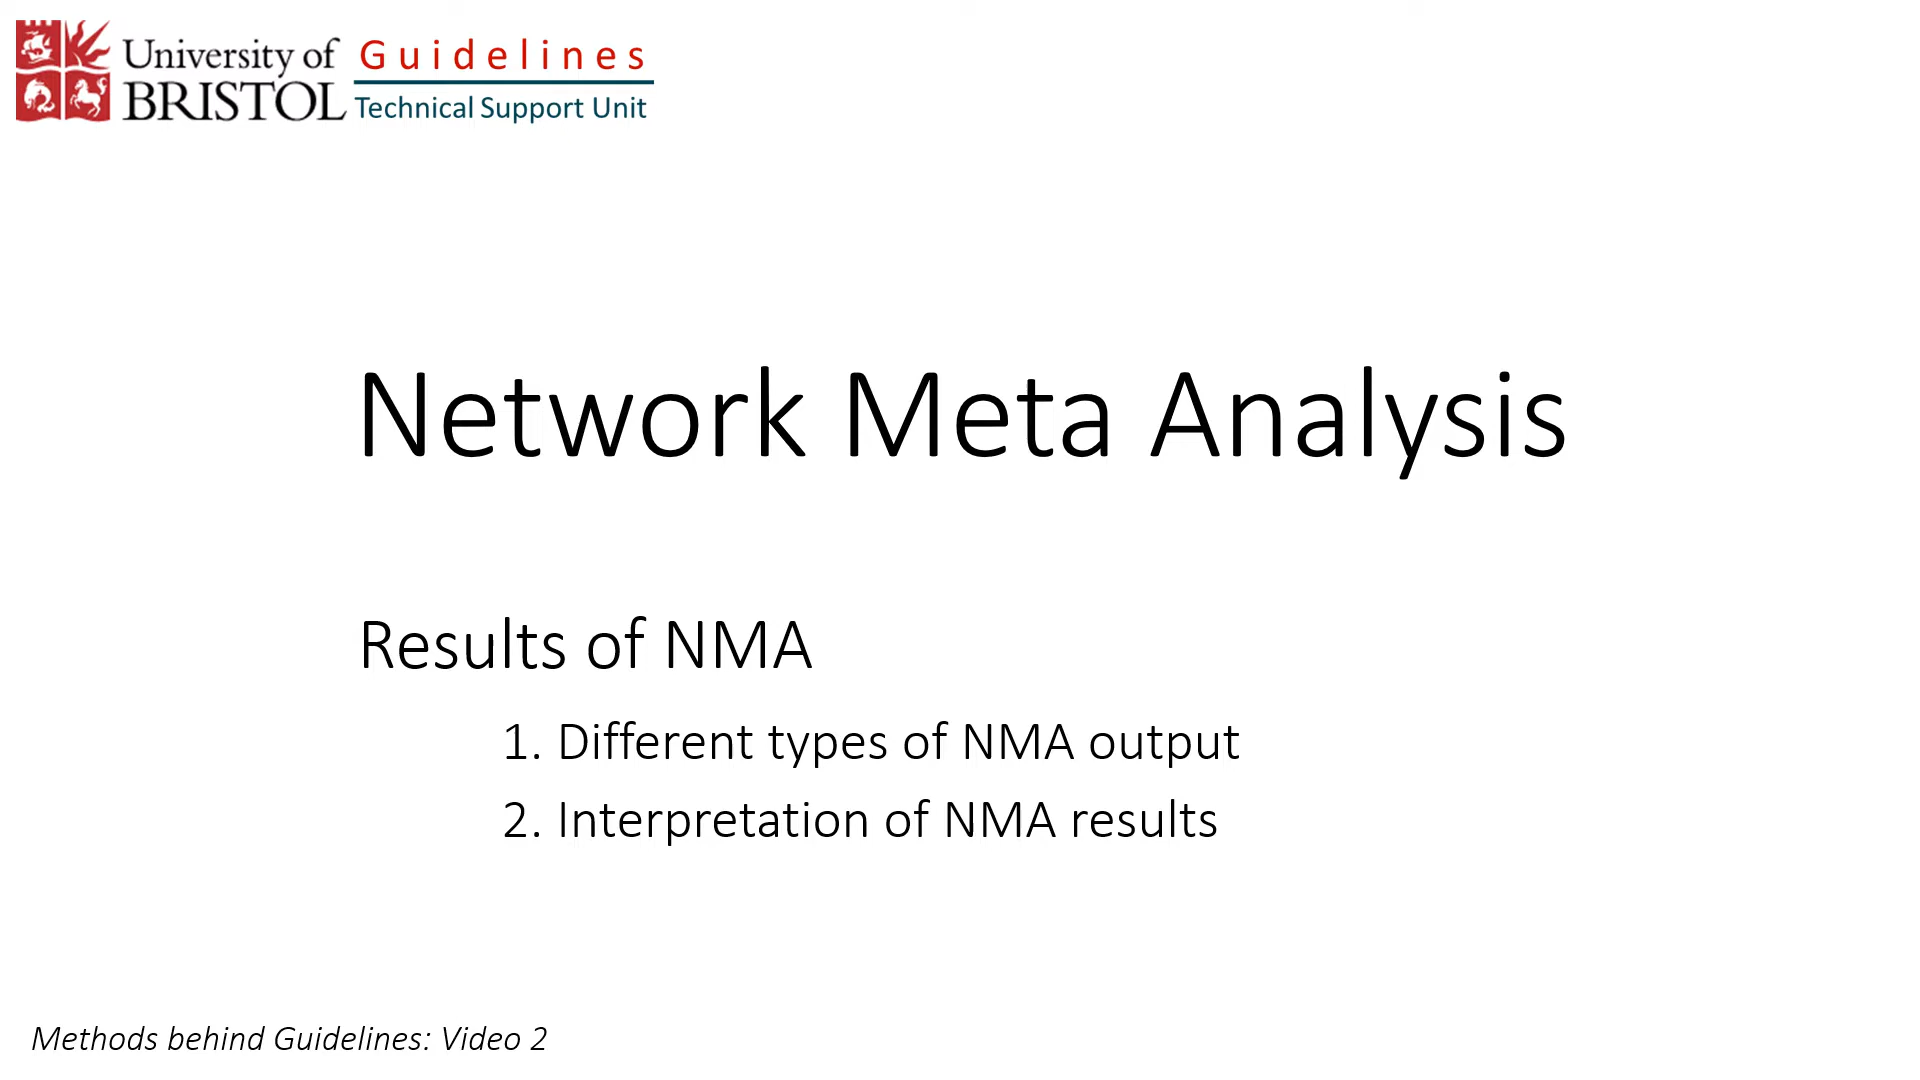 University of
BRISTOL
Guidelines
Technical Support Unit
Network Meta Analysis
Results of NMA
1. Different types of NMA output
2. Interpretation of NMA results
Methods behind Guidelines: Video 2